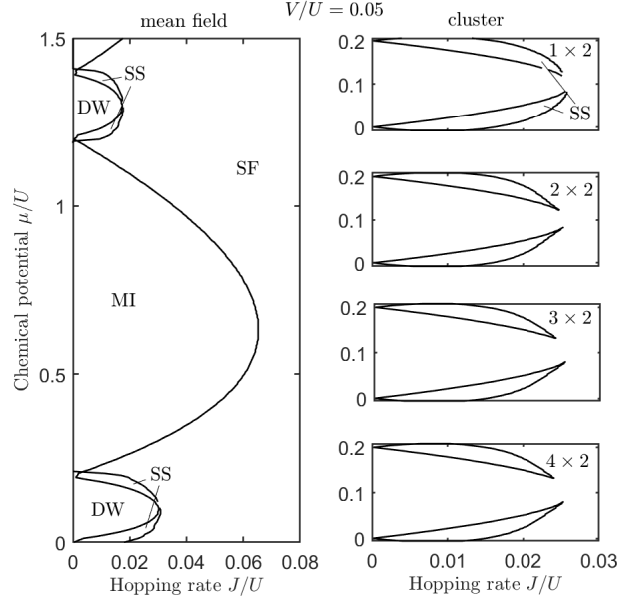 V/U = 0.05
mean field
cluster
1.5
1
0.5
0
Chemical potential μ/U
SS
DW
SF
MI
SS
DW
0
0.02
0.04
0.06
0.08
Hopping rate J/U
0.2
0.1
0
1 × 2
SS
0.2
0.1
0
2 × 2
0.2
0.1
0
3 × 2
0.2
0.1
0
4 × 2
0
0.01
0.02
0.03
Hopping rate J/U